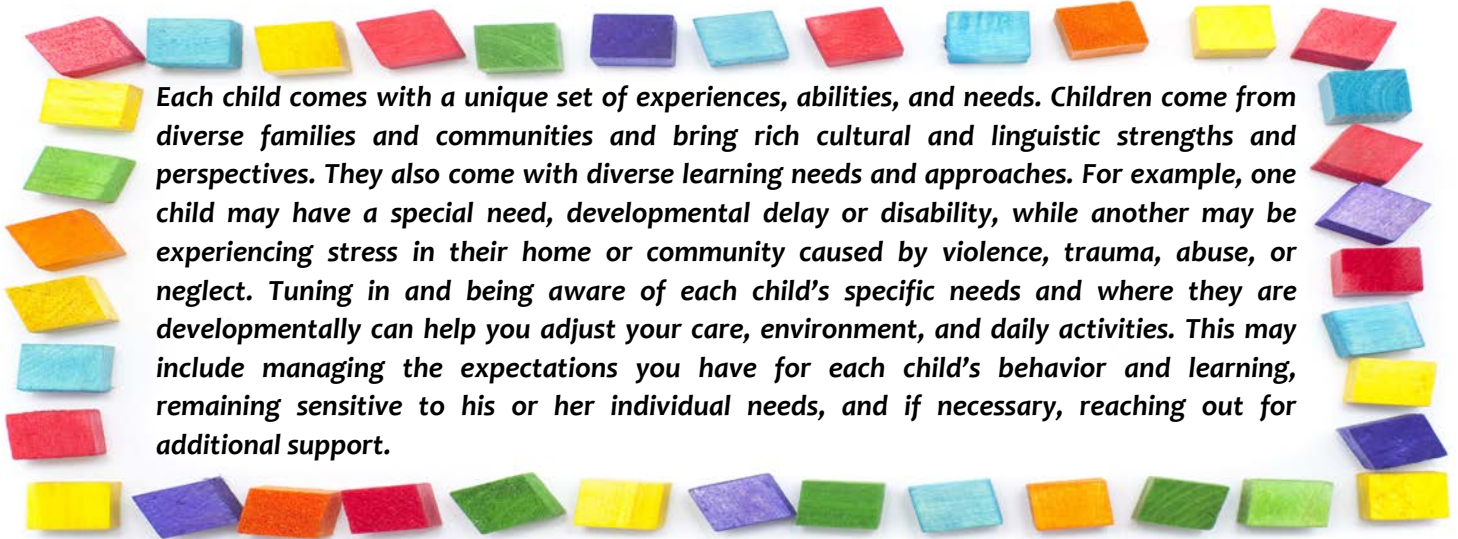 Each child comes with a unique set of experiences, abilities, and needs. Children come from
diverse families and communities and bring rich cultural and linguistic strengths and
perspectives. They also come with diverse learning needs and approaches. For example, one
child may have a special need, developmental delay or disability, while another may be
experiencing stress in their home or community caused by violence, trauma, abuse, or
neglect. Tuning in and being aware of each child’s specific needs and where they are
developmentally can help you adjust your care, environment, and daily activities. This may
include managing the expectations you have for each child’s behavior and learning,
remaining sensitive to his or her individual needs, and if necessary, reaching out for
additional support.